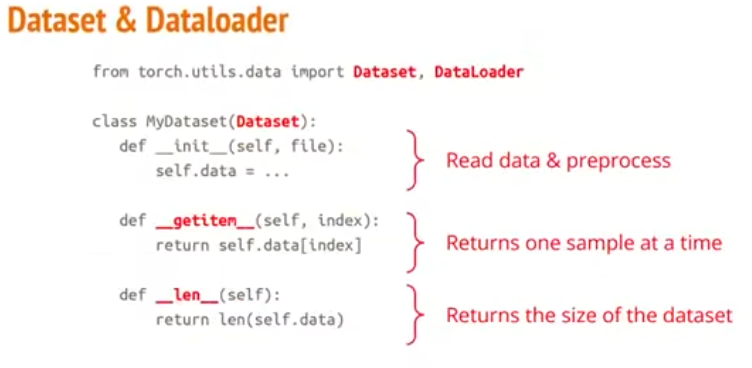 Dataset & Dataloader
from torch.utils.data import Dataset, DataLoader
class MyDataset(Dataset):
def __init__(self, file):
self.data = ...
Read data & preprocess
def __getitem__(self, index):
return self.data[index]
Returns one sample at a time
def __len__(self):
return len(self.data)
Returns the size of the dataset